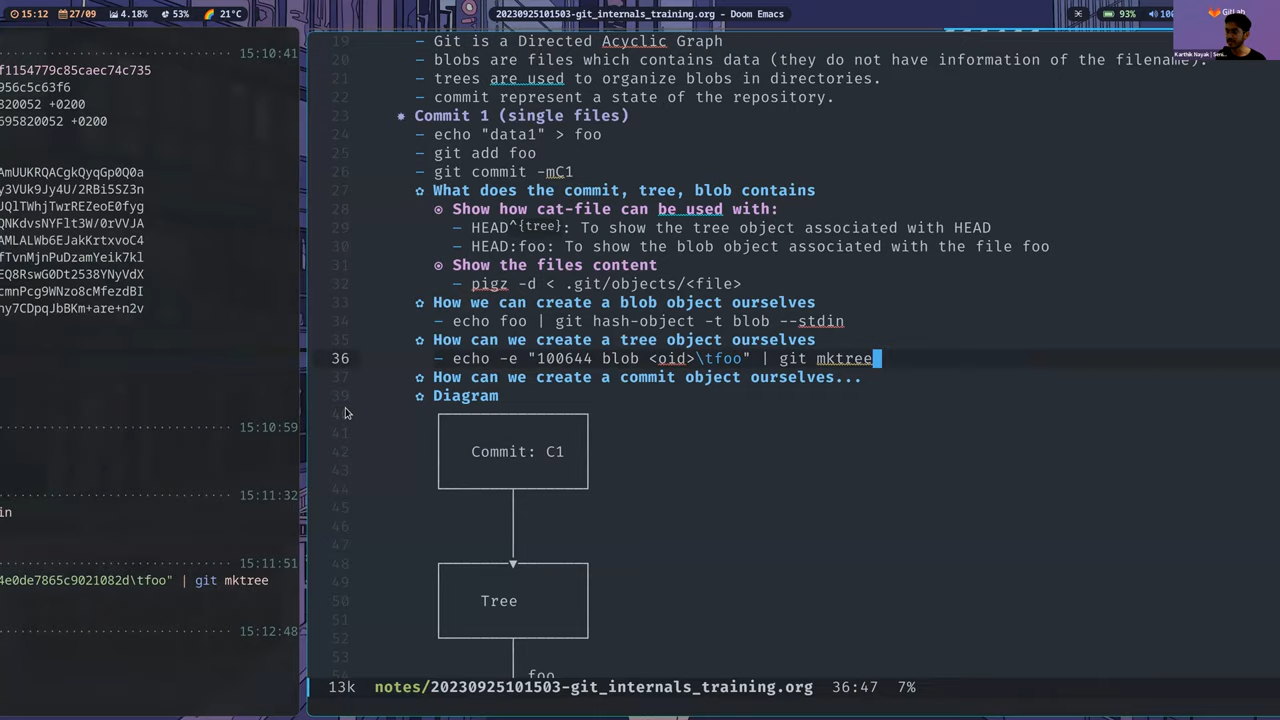 15:12 27/09 4.18% 53% 21°C
20230925101503-git_internals_training.org – Doom Emacs
93%
GitLab
15:10:41
f1154779c85caec74c735
956c5c63f6
820052 +0200
695820052 +0200
AmUUKRQACgkQyqGp0Q0a
y3VUk9Jy4U/2RBi5SZ3n
JQlTWhjTwrREZeoE0fyg
QNKdvsNYFlt3W/0rVVJA
AMLALWb6EJakKrtxvoC4
fTvnMjnPuDzamYeik7kl
EQ8RswG0Dt2538YNyVdX
cmnPcg9WNzo8cMfezdBI
ny7CDpqJbBKm+are+n2v
15:10:59
15:11:32
in
15:11:51
4e0de7865c9021082d\tfoo" | git mktree
15:12:48
19 – Git is a Directed Acyclic Graph
20 – blobs are files which contains data (they do not have information of the filename).
21 – trees are used to organize blobs in directories.
22 – commit represent a state of the repository.
23 Commit 1 (single files)
24 – echo "data1" > foo
25 – git add foo
26 – git commit -mC1
27 What does the commit, tree, blob contains
28 Show how cat-file can be used with:
29 – HEAD^{tree}: To show the tree object associated with HEAD
30 – HEAD:foo: To show the blob object associated with the file foo
31 Show the files content
32 – pigz -d < .git/objects/<file>
33 How we can create a blob object ourselves
34 – echo foo | git hash-object -t blob --stdin
35 How can we create a tree object ourselves
36 – echo -e "100644 blob <oid>\tfoo" | git mktree
37 How can we create a commit object ourselves...
39 Diagram
40
41
42 Commit: C1
43
44
45
46
47
48
49
50 Tree
51
52
53
54 foo
13k notes/20230925101503-git_internals_training.org 36:47 7%